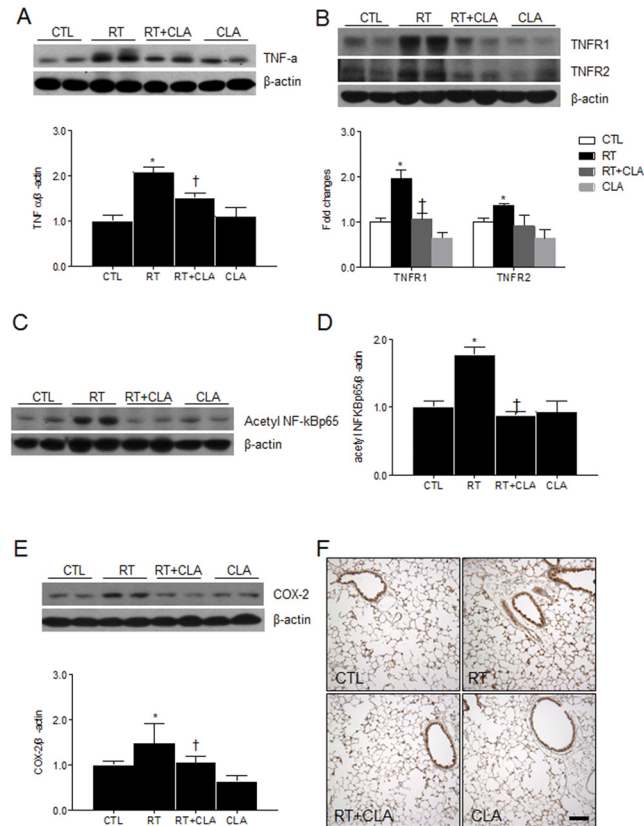 A
CTL RT RT+CLA CLA
TNF-a
β-actin
3.0
2.0
1.0
0.0
TNF α/β -actin
*
†
CTL RT RT+CLA CLA
B
CTL RT RT+CLA CLA
TNFR1
TNFR2
β-actin
CTL
RT
RT+CLA
CLA
3.0
2.0
1.0
0.0
Fold changes
*
‡
*
TNFR1 TNFR2
C
CTL RT RT+CLA CLA
Acetyl NF-kBp65
β-actin
D
2.0
1.0
0.0
acetyl NFKBp65/β -actin
*
‡
CTL RT RT+CLA CLA
E
CTL RT RT+CLA CLA
COX-2
β-actin
3.0
2.0
1.0
0.0
COX-2/β -actin
*
†
CTL RT RT+CLA CLA
F
CTL RT
RT+CLA CLA